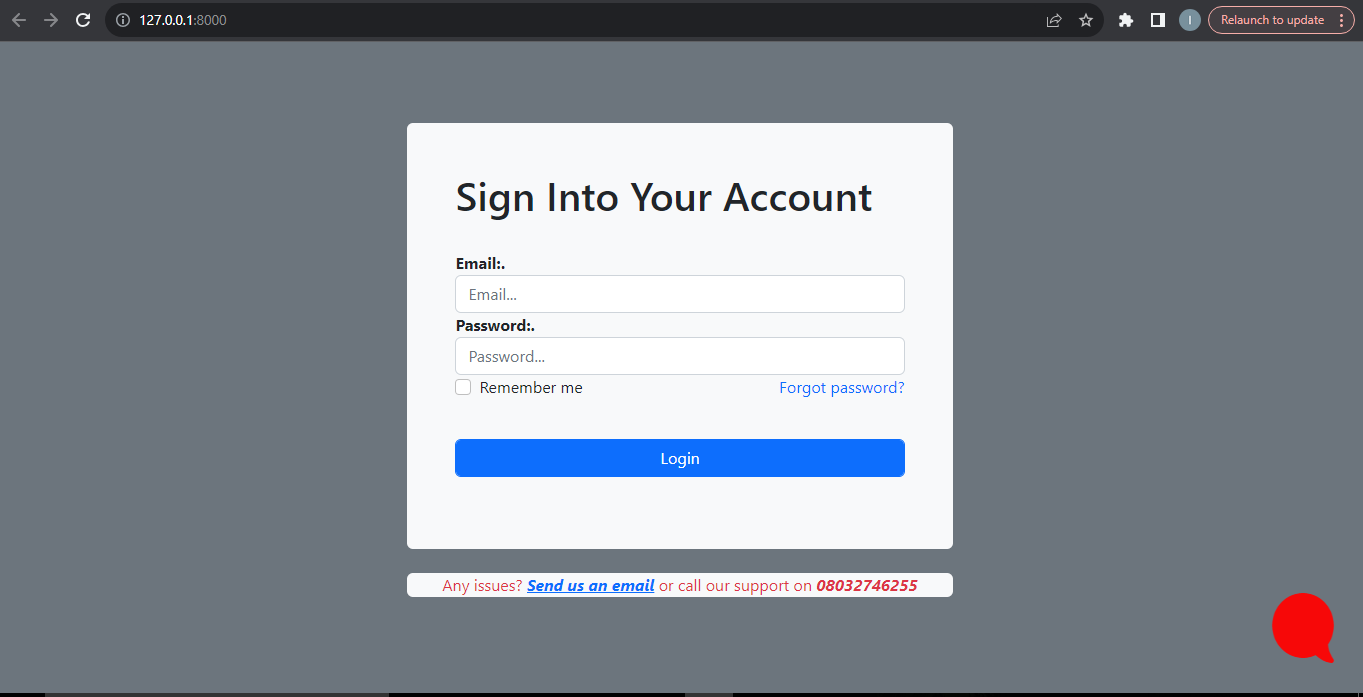 127.0.0.1:8000
I
Relaunch to update
Sign Into Your Account
Email:.
Email...
Password:.
Password...
Remember me
Forgot password?
Login
Any issues? Send us an email or call our support on 08032746255